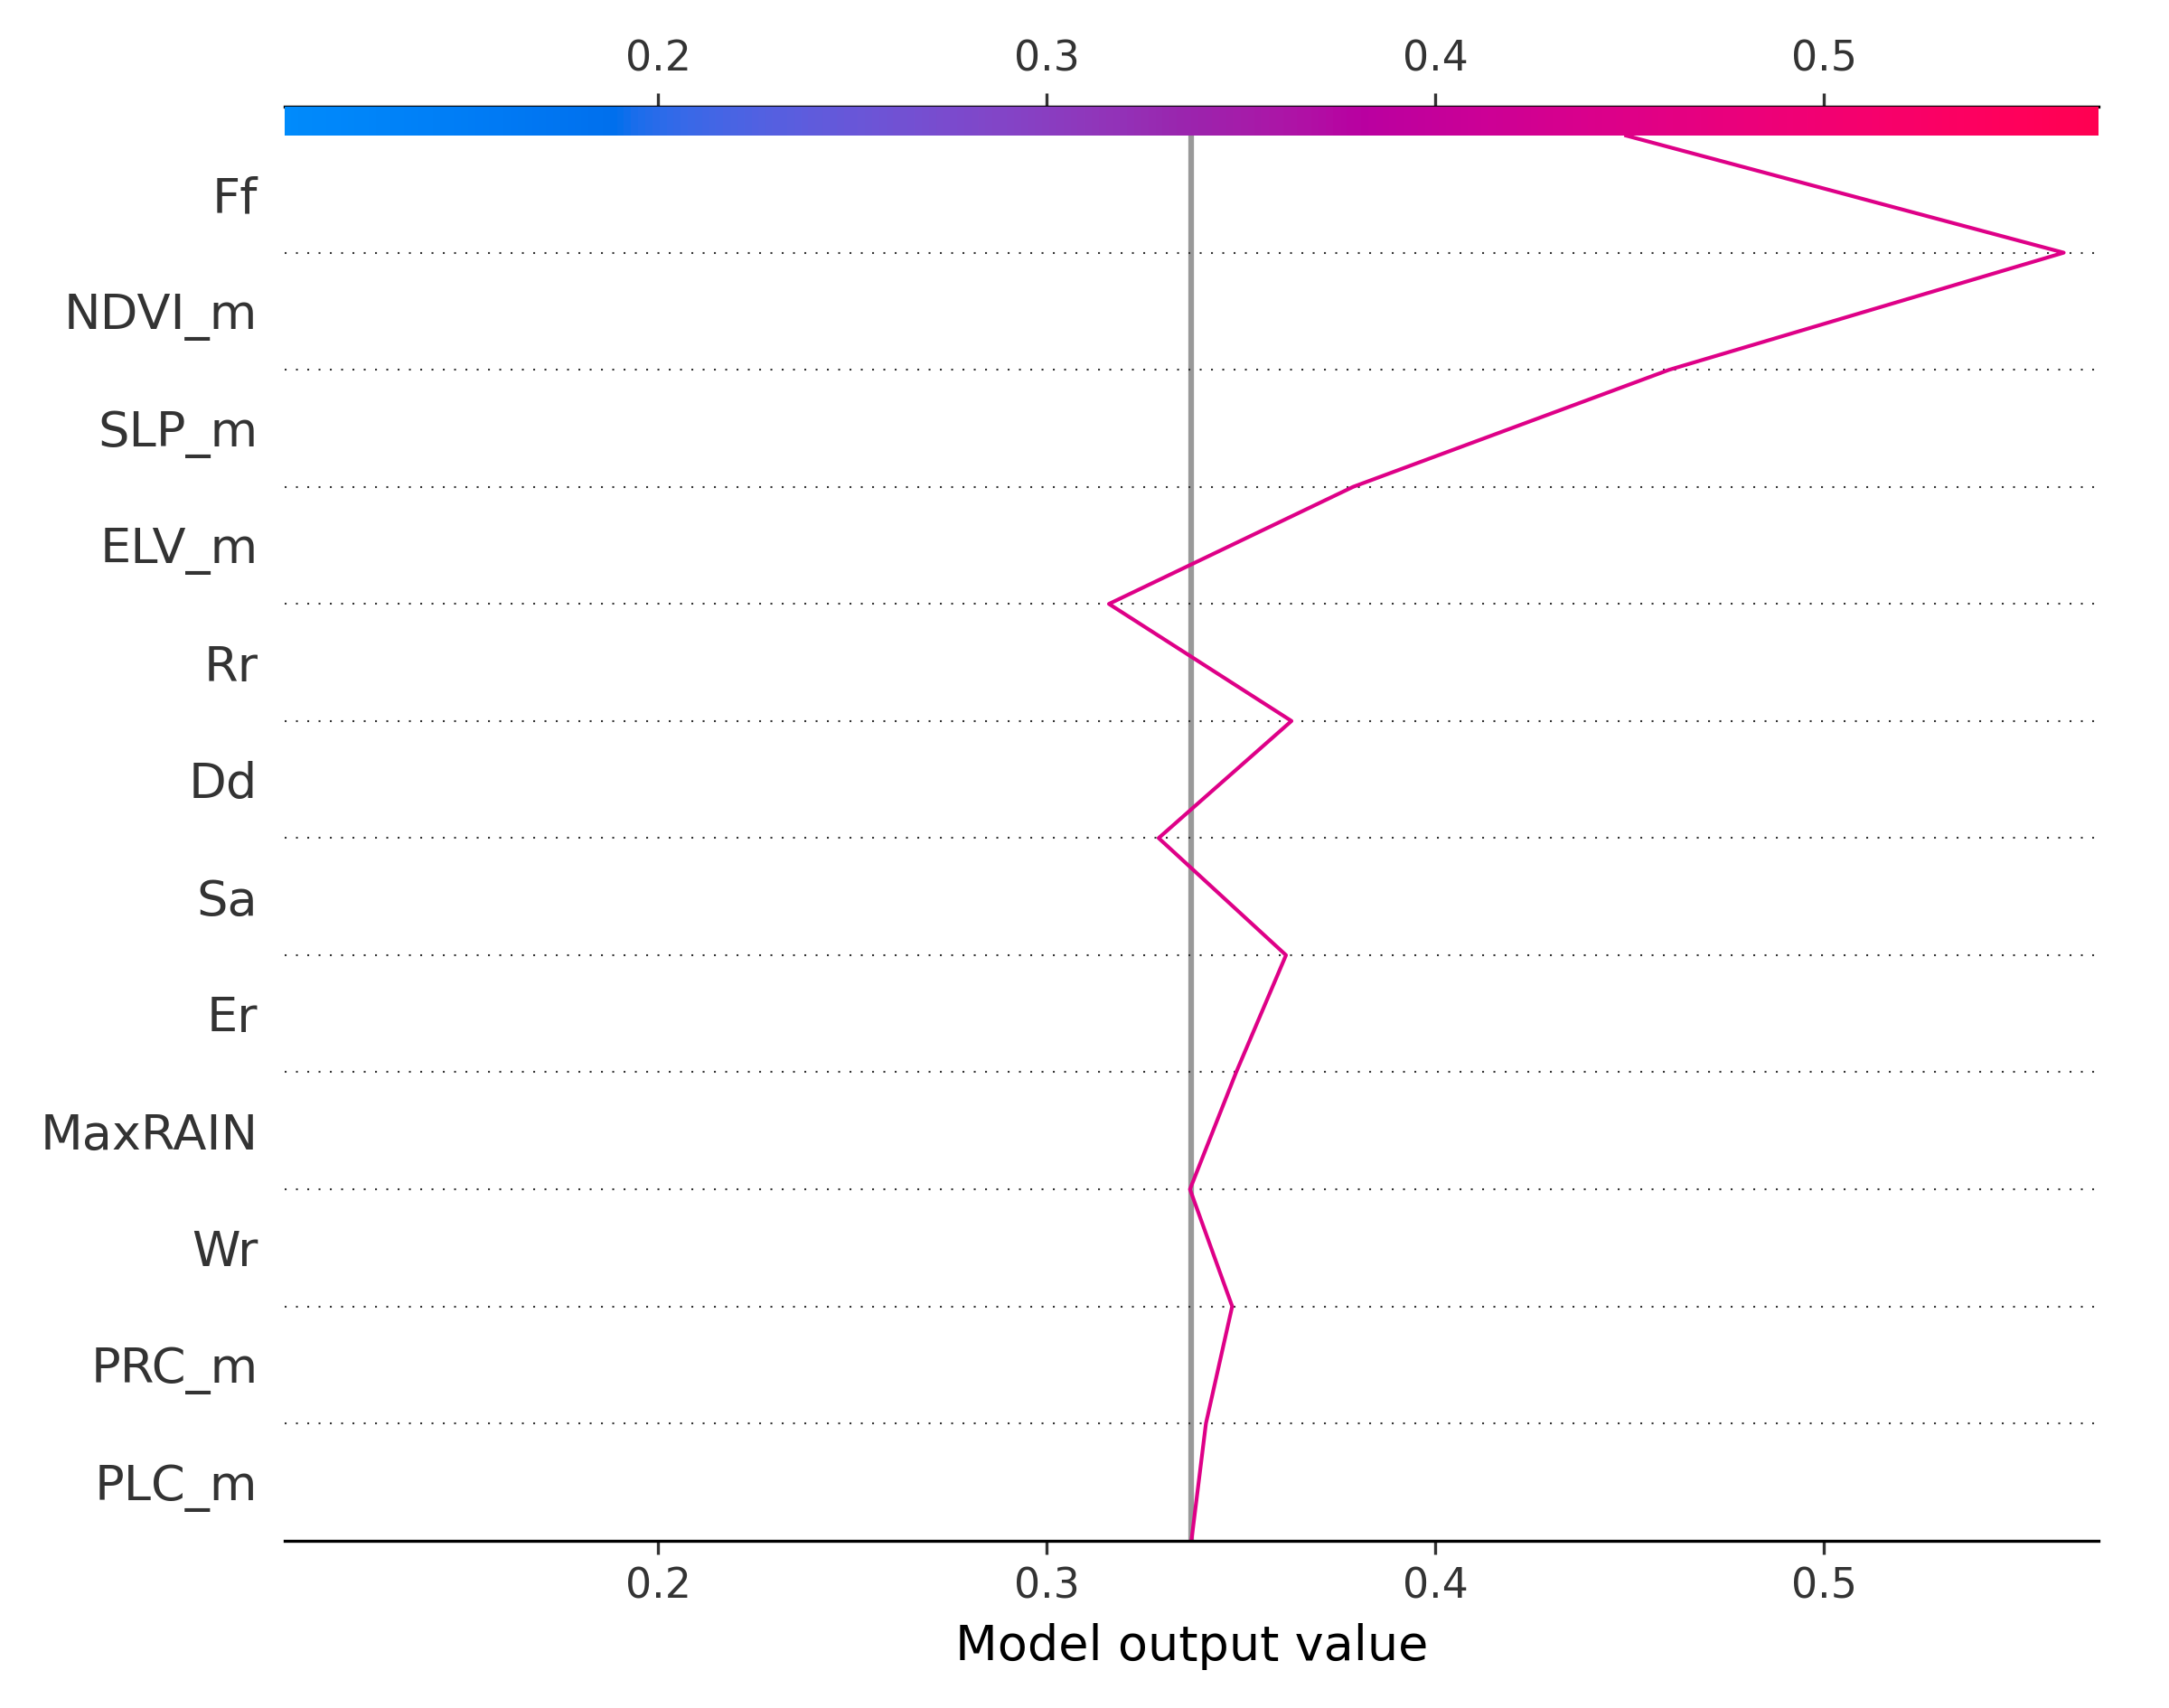 0.2 0.3 0.4 0.5
Ff
NDVI_m
SLP_m
ELV_m
Rr
Dd
Sa
Er
MaxRAIN
Wr
PRC_m
PLC_m
0.2 0.3 0.4 0.5
Model output value